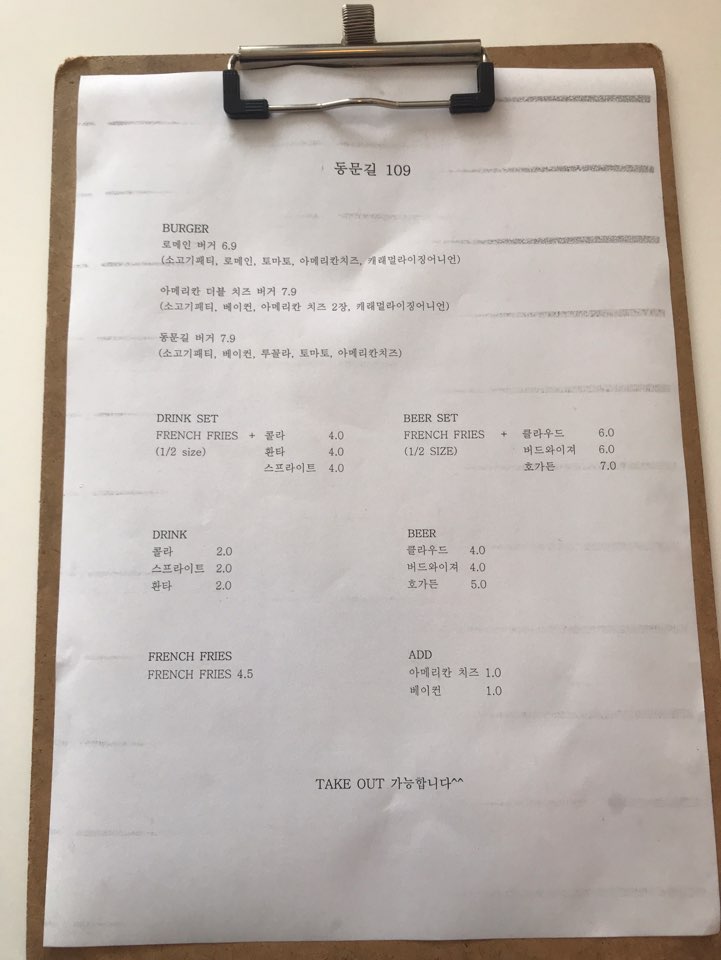 동문길 109
BURGER
로메인 버거 6.9
(소고기패티, 로메인, 토마토, 아메리칸치즈, 캐래멀라이징어니언)
아메리칸 더블 치즈 버거 7.9
(소고기패티, 베이컨, 아메리칸 치즈 2장, 캐래멀라이징어니언)
동문길 버거 7.9
(소고기패티, 베이컨, 루꼴라, 토마토, 아메리칸치즈)
DRINK SET
FRENCH FRIES + 콜라 4.0
(1/2 size) 환타 4.0
스프라이트 4.0
BEER SET
FRENCH FRIES + 클라우드 6.0
(1/2 SIZE) 버드와이져 6.0
호가든 7.0
DRINK
콜라 2.0
스프라이트 2.0
환타 2.0
BEER
클라우드 4.0
버드와이져 4.0
호가든 5.0
FRENCH FRIES
FRENCH FRIES 4.5
ADD
아메리칸 치즈 1.0
베이컨 1.0
TAKE OUT 가능합니다^^